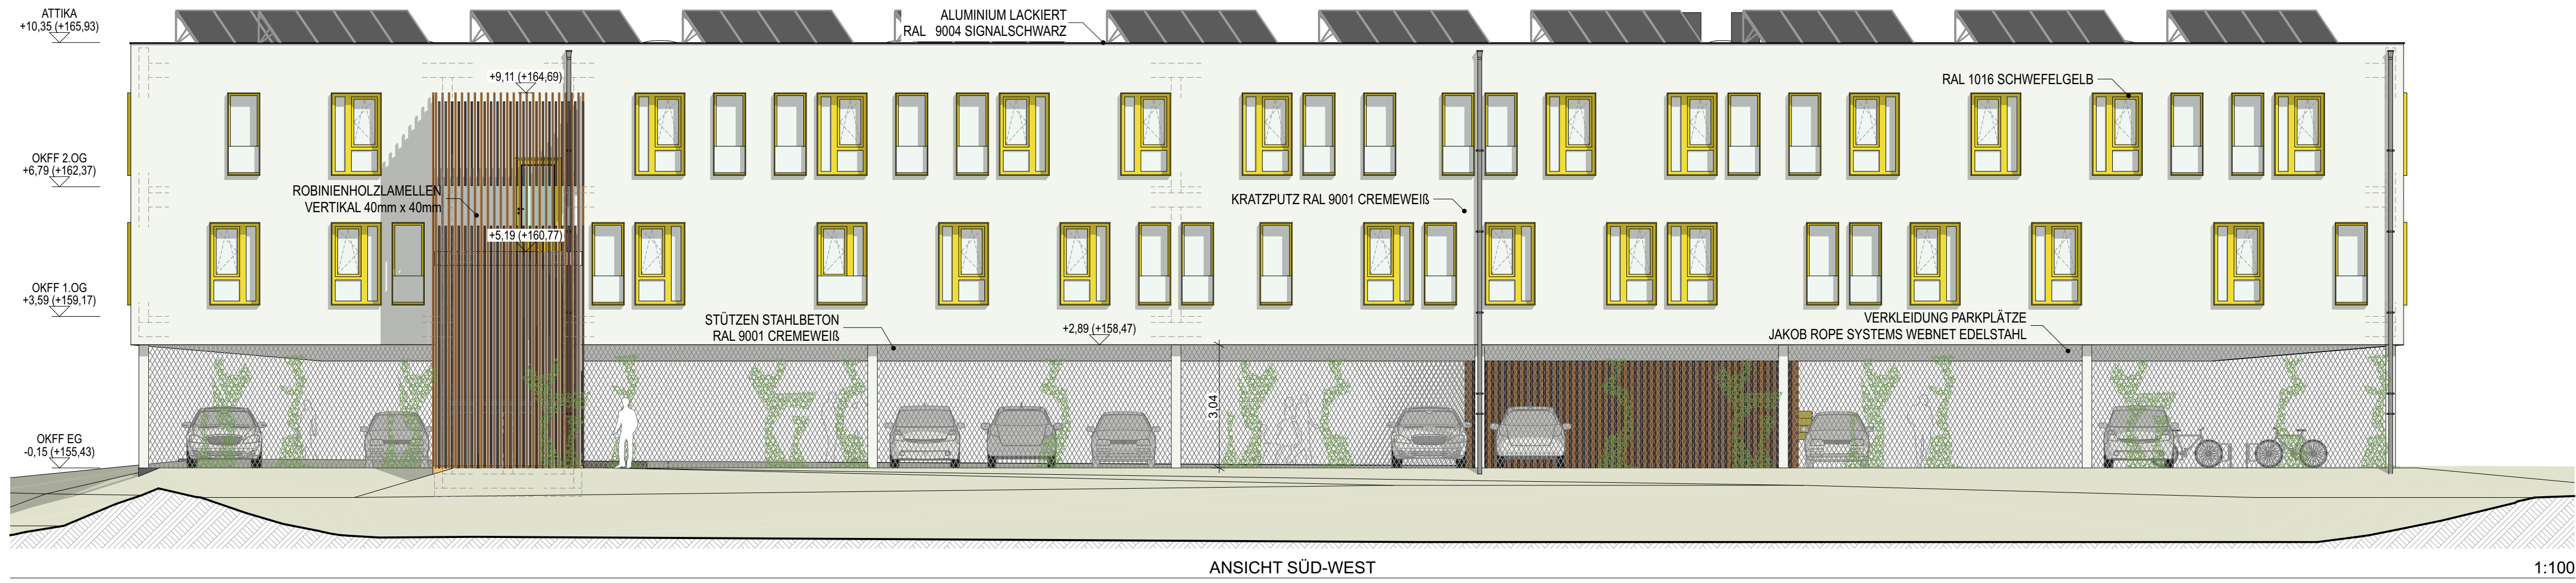 ATTIKA
+10,35 (+165,93)
ALUMINIUM LACKIERT
RAL 9004 SIGNALSCHWARZ
+9,11 (+164,69)
RAL 1016 SCHWEFELGELB
OKFF 2.OG
+6,79 (+162,37)
ROBINIENHOLZLAMELLEN
VERTIKAL 40mm x 40mm
KRATZPUTZ RAL 9001 CREMEWEIß
+5,19 (+160,77)
OKFF 1.OG
+3,59 (+159,17)
STÜTZEN STAHLBETON
RAL 9001 CREMEWEIß
+2,89 (+158,47)
VERKLEIDUNG PARKPLÄTZE
JAKOB ROPE SYSTEMS WEBNET EDELSTAHL
3,04
OKFF EG
-0,15 (+155,43)
ANSICHT SÜD-WEST
1:100